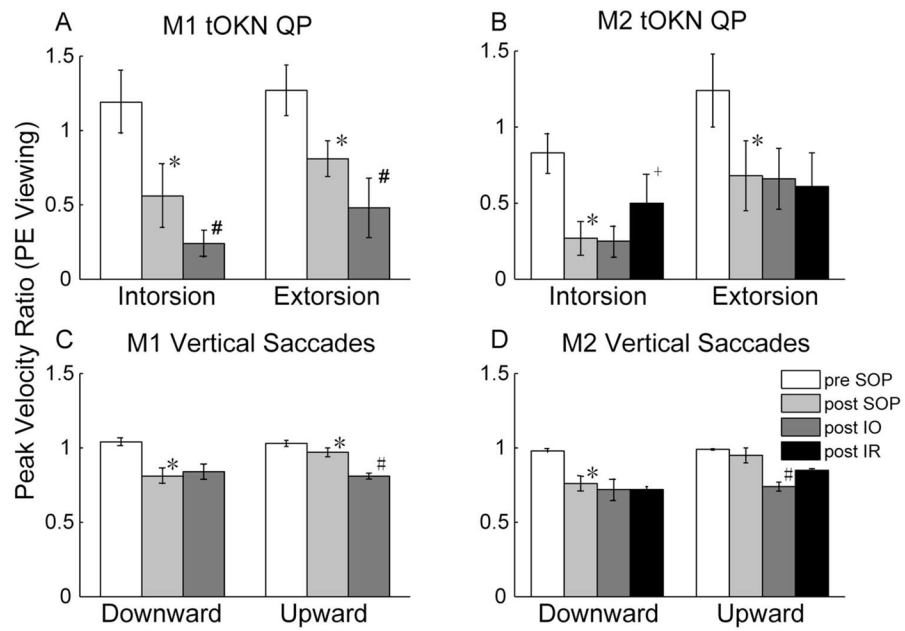 A
M1 tOKN QP
B
M2 tOKN QP
Peak Velocity Ratio (PE Viewing)
1.5
1
0.5
0
*
#
*
#
Intorsion
Extorsion
1.5
1
0.5
0
*
+
*
Intorsion
Extorsion
C
M1 Vertical Saccades
D
M2 Vertical Saccades
1.5
1
0.5
0
*
*
#
Downward
Upward
1.5
1
0.5
0
*
#
pre SOP
post SOP
post IO
post IR
Downward
Upward